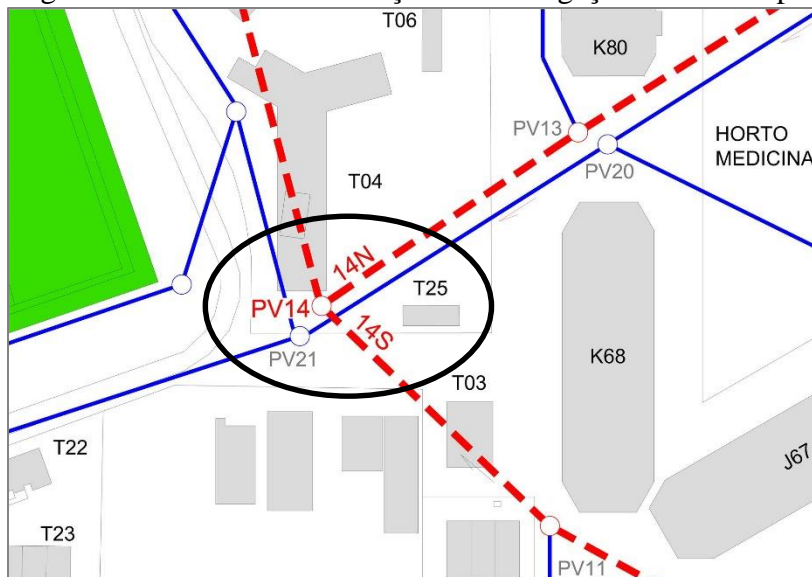 T06
K80
PV13
HORTO
MEDICINA
PV20
T04
14N
T25
PV14
14S
PV21
K68
T03
T22
J67
T23
PV11